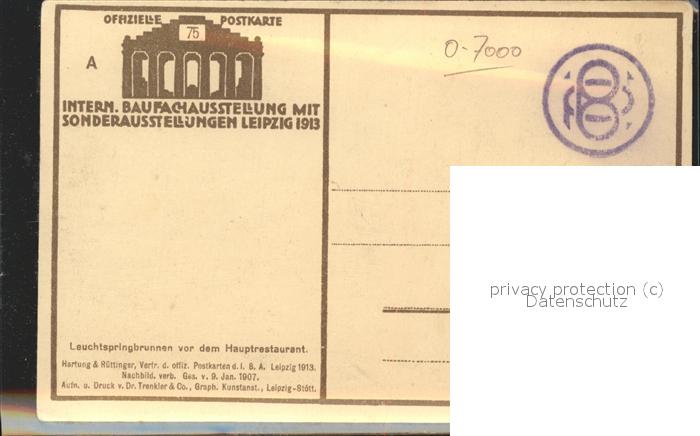 OFFIZIELLE POSTKARTE
75
A
INTERN. BAUFACHAUSSTELLUNG MIT
SONDERAUSSTELLUNGEN LEIPZIG 1913
0-7000
privacy protection (c)
Datenschutz
Leuchtspringbrunnen vor dem Hauptrestaurant.
Hartung & Rüttinger, Vertr. d. offiz. Postkarten d. I. B. A. Leipzig 1913.
Nachbild. verb. Ges. v. 9. Jan. 1907.
Aufn. u. Druck v. Dr. Trenkler & Co., Graph. Kunstanst., Leipzig-Stött.